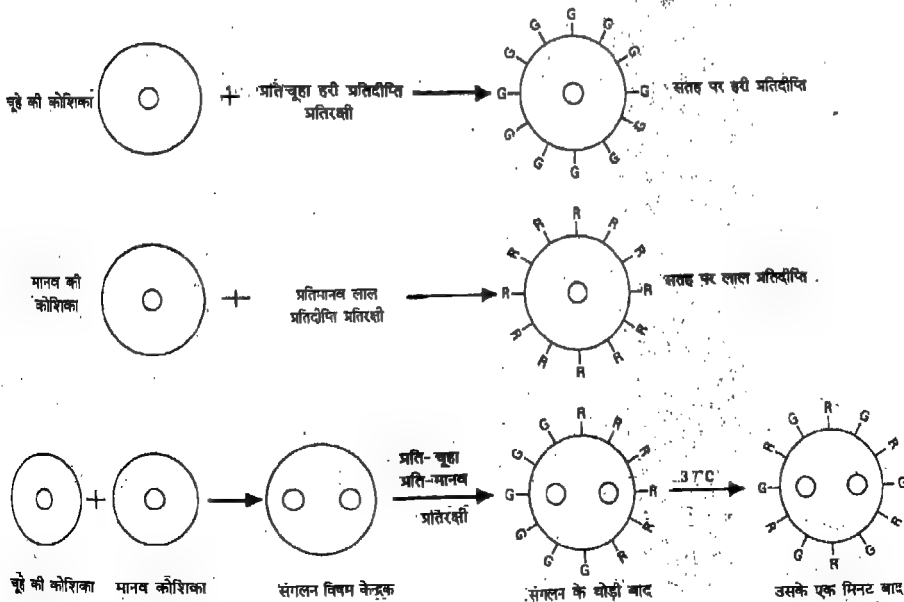 G G G G G G G G G G G G
चूहे की कोशिका + प्रतिचूहा हरी प्रतिदीप्ति
प्रतिरक्षी
सतह पर हरी प्रतिदीप्ति
R R R R R R R R R R R R
मानव की
कोशिका
+ प्रतिमानव लाल
प्रतिदीप्ति प्रतिरक्षी
सतह पर लाल प्रतिदीप्ति
+
प्रति-चूहा
प्रति-मानव
प्रतिरक्षी
G G G G G G R R R R R R
37°C
G R G R G R G R G R G R
चूहे की कोशिका
मानव कोशिका
संगलन विषम केन्द्रक
संगलन के थोड़ी बाद
उसके एक मिनट बाद